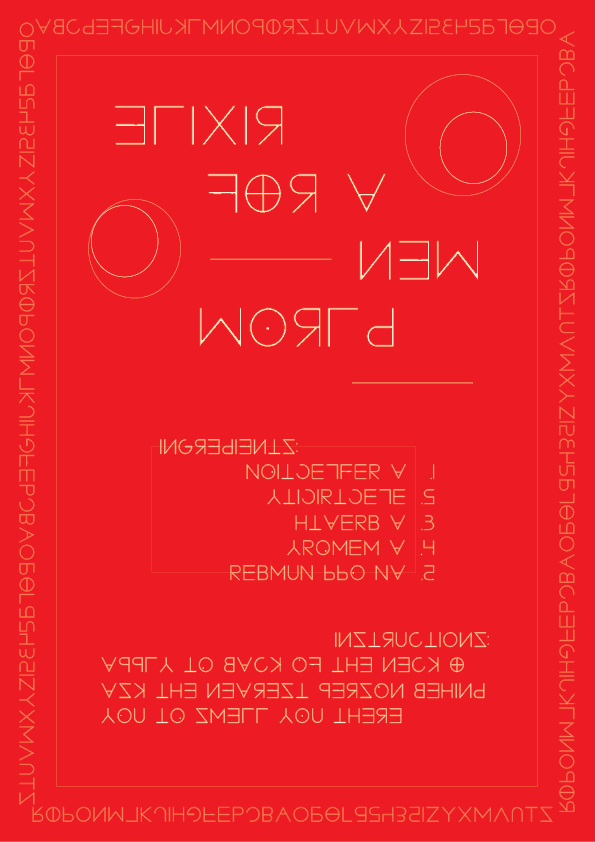 ABCDEFGHIJKLMNOPQRSTUVWXYZ1234567890
ELIXIR
FOR A
NEW
WORLD
INGREDIENTS:
1. A REFLECTION
2. ELECTRICITY
3. A BREATH
4. A MEMORY
5. AN ODD NUMBER
INSTRUCTIONS:
APPLY TO BACK OF THE NECK &
ASK THE NEAREST PERSON BEHIND
YOU TO SMELL YOU THERE